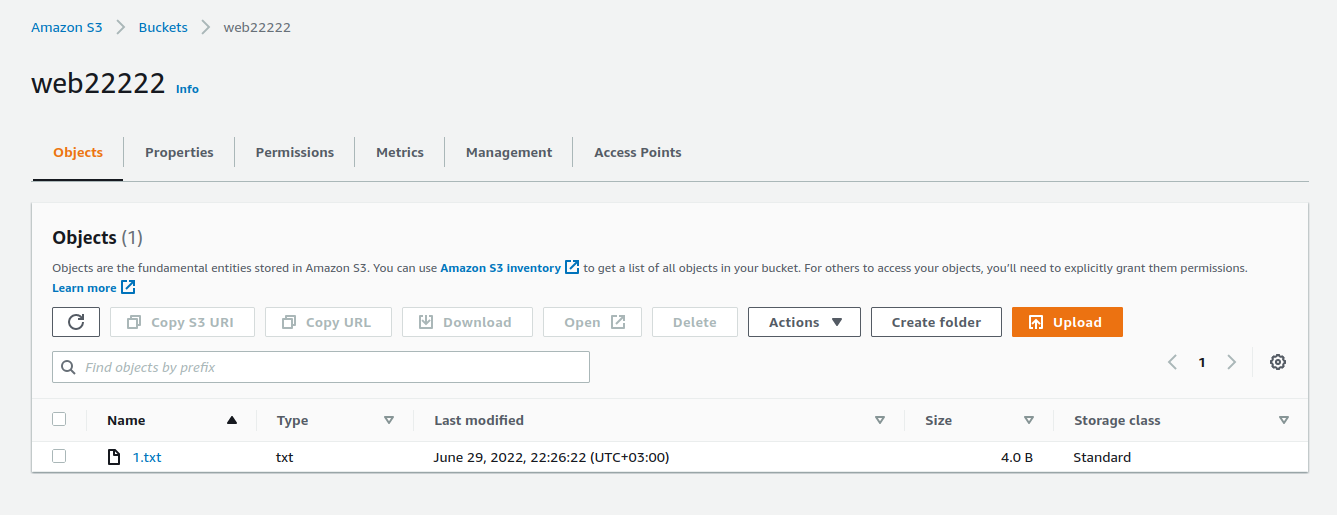 Amazon S3 > Buckets > web22222
web22222 Info
Objects Properties Permissions Metrics Management Access Points
Objects (1)
Objects are the fundamental entities stored in Amazon S3. You can use Amazon S3 inventory to get a list of all objects in your bucket. For others to access your objects, you'll need to explicitly grant them permissions.
Learn more
Copy S3 URI Copy URL Download Open Delete Actions Create folder Upload
Find objects by prefix 1
Name Type Last modified Size Storage class
1.txt txt June 29, 2022, 22:26:22 (UTC+03:00) 4.0 B Standard